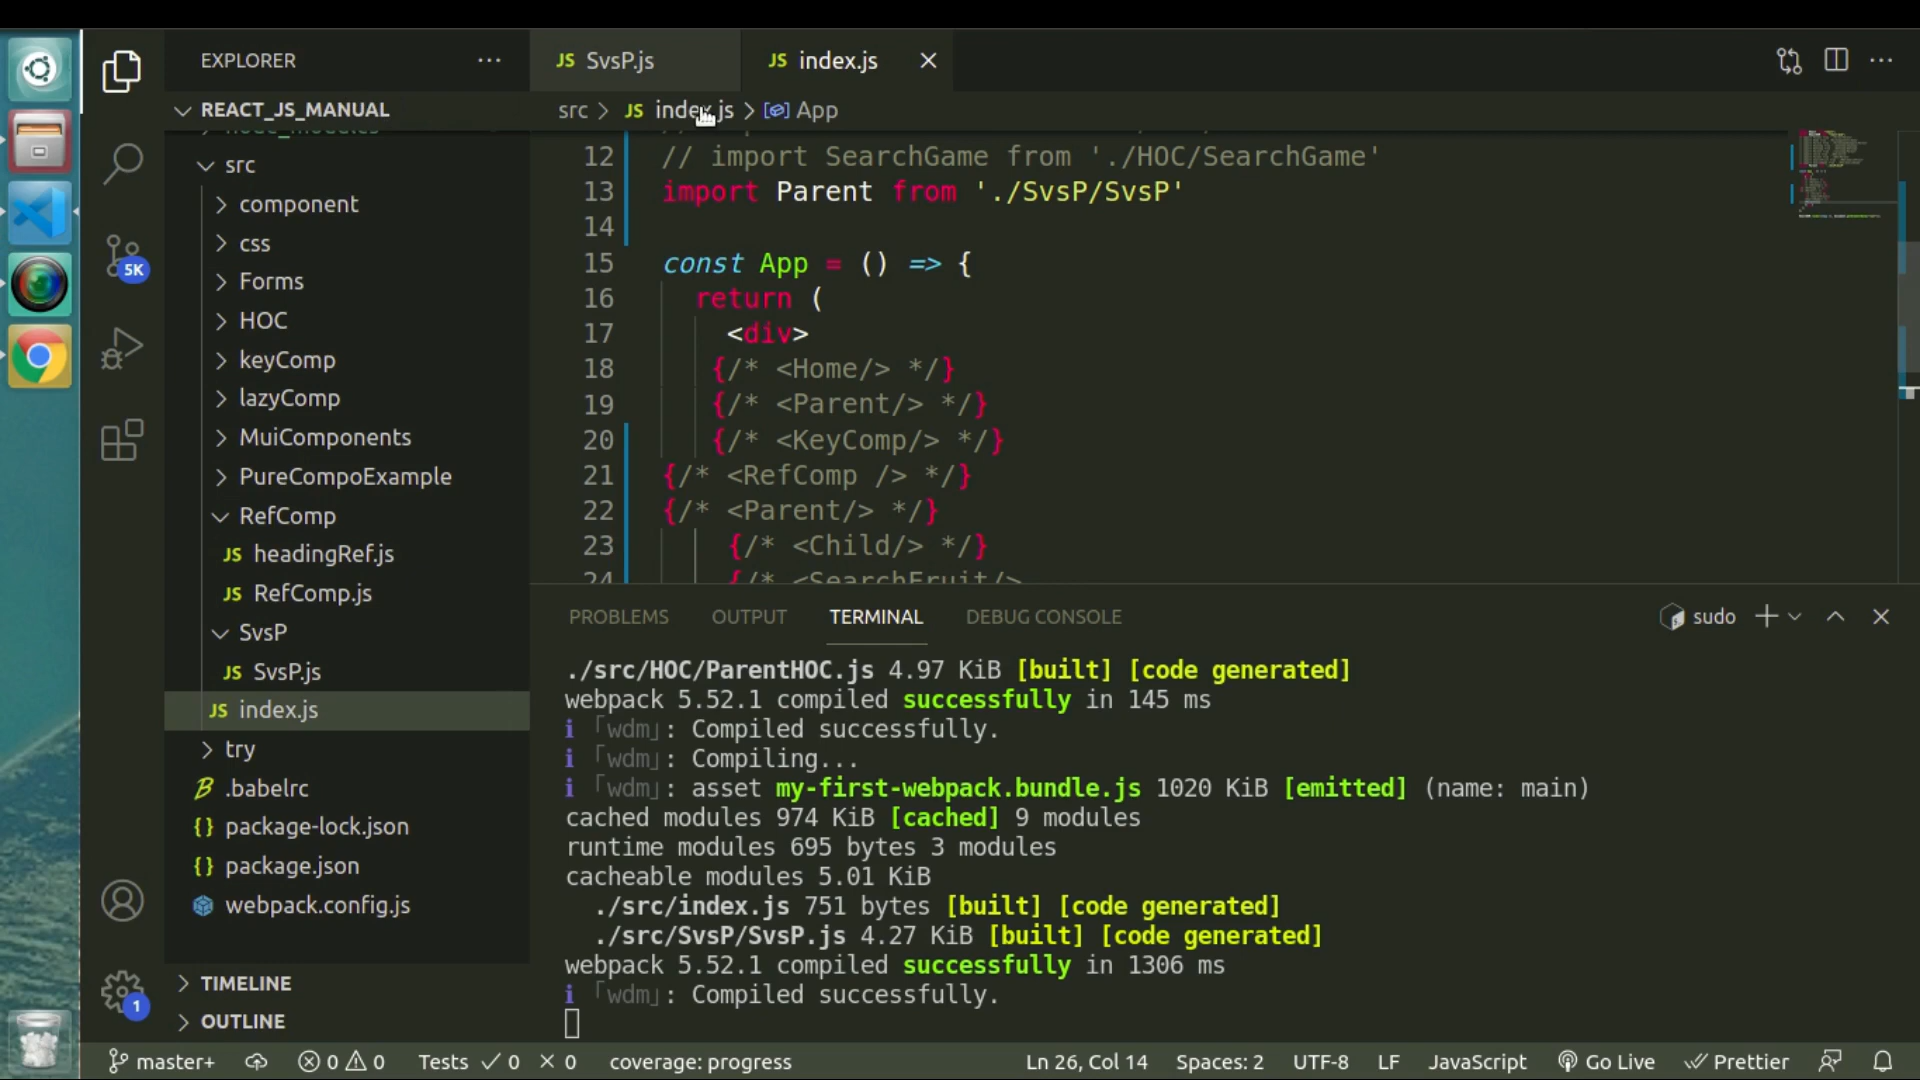 EXPLORER
REACT_JS_MANUAL
node_modules
src
component
css
Forms
HOC
keyComp
lazyComp
MuiComponents
PureCompoExample
RefComp
JS headingRef.js
JS RefComp.js
SvsP
JS SvsP.js
JS index.js
try
.babelrc
{} package-lock.json
{} package.json
webpack.config.js
TIMELINE
OUTLINE
5K
1
JS SvsP.js
JS index.js
src > JS index.js > App
12 // import SearchGame from './HOC/SearchGame'
13 import Parent from './SvsP/SvsP'
14
15 const App = () => {
16 return (
17 <div>
18 {/* <Home/> */}
19 {/* <Parent/> */}
20 {/* <KeyComp/> */}
21 {/* <RefComp /> */}
22 {/* <Parent/> */}
23 {/* <Child/> */}
24 {/* <SearchFruit/>
PROBLEMS OUTPUT TERMINAL DEBUG CONSOLE
sudo
./src/HOC/ParentHOC.js 4.97 KiB [built] [code generated]
webpack 5.52.1 compiled successfully in 145 ms
i ｢wdm｣: Compiled successfully.
i ｢wdm｣: Compiling...
i ｢wdm｣: asset my-first-webpack.bundle.js 1020 KiB [emitted] (name: main)
cached modules 974 KiB [cached] 9 modules
runtime modules 695 bytes 3 modules
cacheable modules 5.01 KiB
./src/index.js 751 bytes [built] [code generated]
./src/SvsP/SvsP.js 4.27 KiB [built] [code generated]
webpack 5.52.1 compiled successfully in 1306 ms
i ｢wdm｣: Compiled successfully.
master+ 0 0 Tests 0 0 coverage: progress Ln 26, Col 14 Spaces: 2 UTF-8 LF JavaScript Go Live Prettier